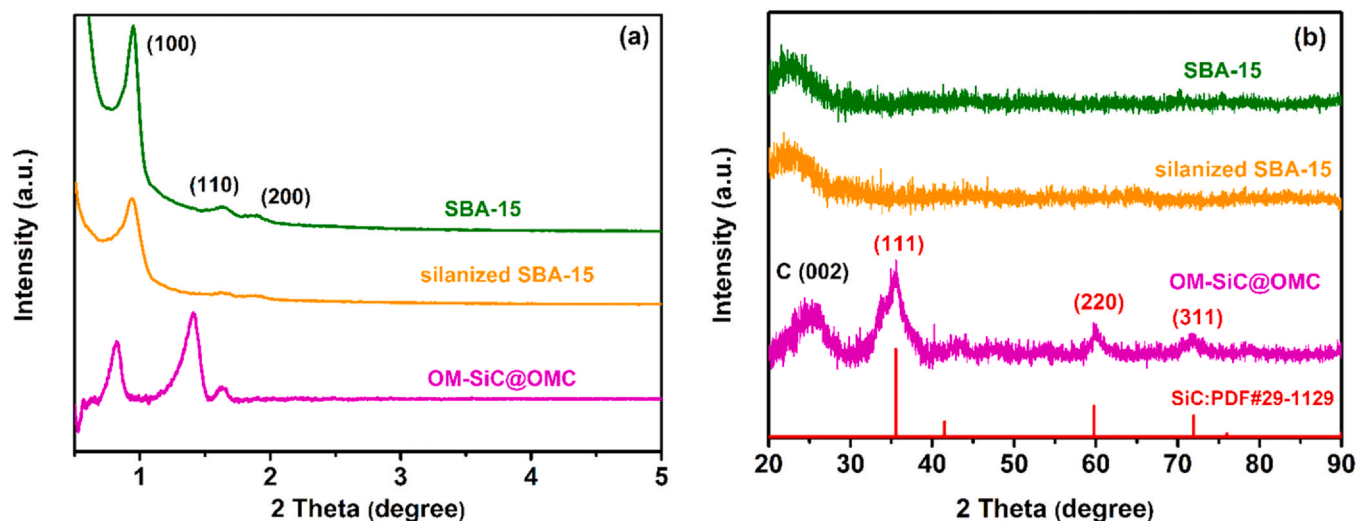 (a)
(100)
(110)
(200)
SBA-15
silanized SBA-15
OM-SiC@OMC
Intensity (a.u.)
1
2
3
4
5
2 Theta (degree)
(b)
SBA-15
silanized SBA-15
(111)
C (002)
OM-SiC@OMC
(220)
(311)
SiC:PDF#29-1129
Intensity (a.u.)
20
30
40
50
60
70
80
90
2 Theta (degree)